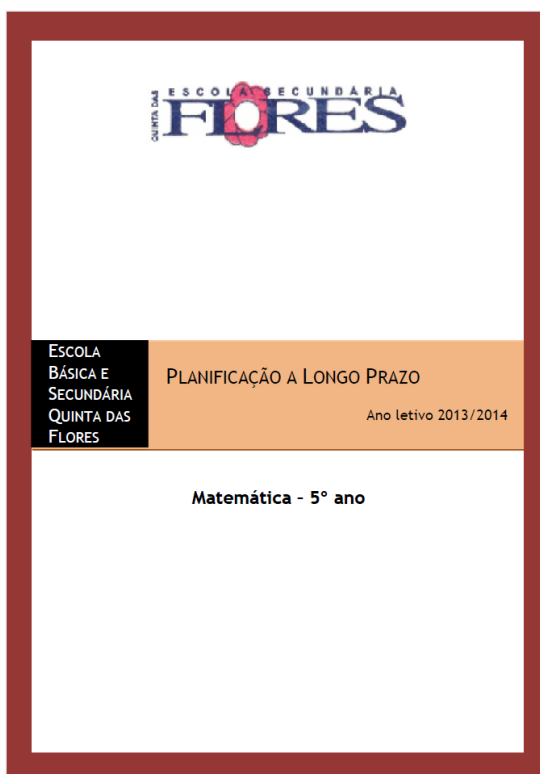 ESCOLA SECUNDÁRIA
QUINTA DAS
FLORES
ESCOLA
BÁSICA E
SECUNDÁRIA
QUINTA DAS
FLORES
PLANIFICAÇÃO A LONGO PRAZO
Ano letivo 2013/2014
Matemática – 5º ano